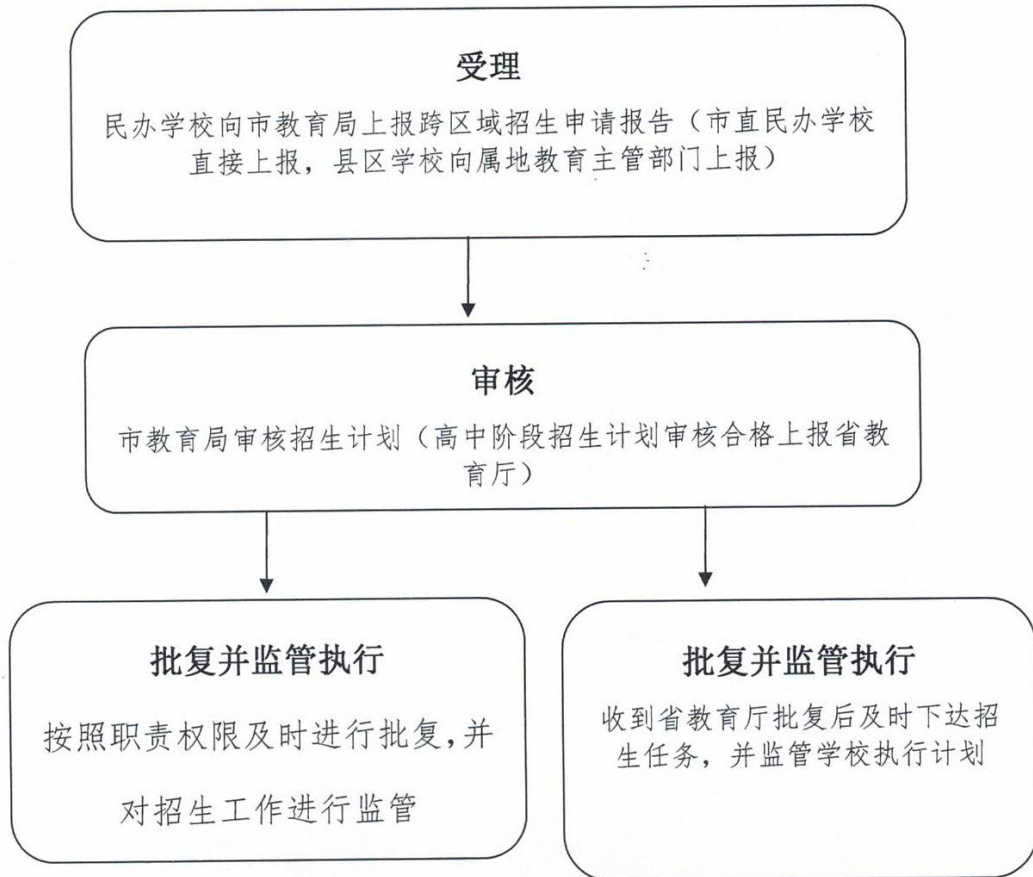 受理
民办学校向市教育局上报跨区域招生申请报告（市直民办学校
直接上报，县区学校向属地教育主管部门上报）
审核
市教育局审核招生计划（高中阶段招生计划审核合格上报省教
育厅）
批复并监管执行
按照职责权限及时进行批复，并
对招生工作进行监管
批复并监管执行
收到省教育厅批复后及时下达招
生任务，并监管学校执行计划